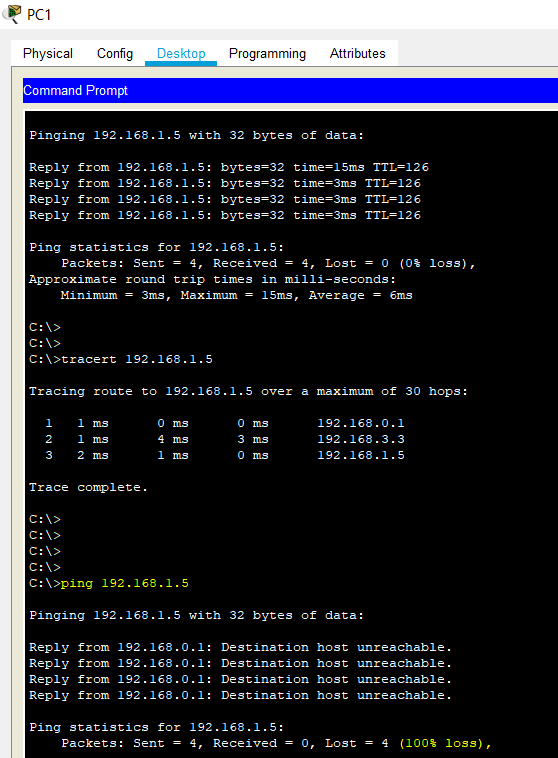 PC1
Physical Config Desktop Programming Attributes
Command Prompt
Pinging 192.168.1.5 with 32 bytes of data:
Reply from 192.168.1.5: bytes=32 time=15ms TTL=126
Reply from 192.168.1.5: bytes=32 time=3ms TTL=126
Reply from 192.168.1.5: bytes=32 time=3ms TTL=126
Reply from 192.168.1.5: bytes=32 time=3ms TTL=126
Ping statistics for 192.168.1.5:
    Packets: Sent = 4, Received = 4, Lost = 0 (0% loss),
Approximate round trip times in milli-seconds:
    Minimum = 3ms, Maximum = 15ms, Average = 6ms
C:\>
C:\>
C:\>tracert 192.168.1.5
Tracing route to 192.168.1.5 over a maximum of 30 hops:
  1   1 ms      0 ms      0 ms      192.168.0.1
  2   1 ms      4 ms      3 ms      192.168.3.3
  3   2 ms      1 ms      0 ms      192.168.1.5
Trace complete.
C:\>
C:\>
C:\>
C:\>
C:\>ping 192.168.1.5
Pinging 192.168.1.5 with 32 bytes of data:
Reply from 192.168.0.1: Destination host unreachable.
Reply from 192.168.0.1: Destination host unreachable.
Reply from 192.168.0.1: Destination host unreachable.
Reply from 192.168.0.1: Destination host unreachable.
Ping statistics for 192.168.1.5:
    Packets: Sent = 4, Received = 0, Lost = 4 (100% loss),